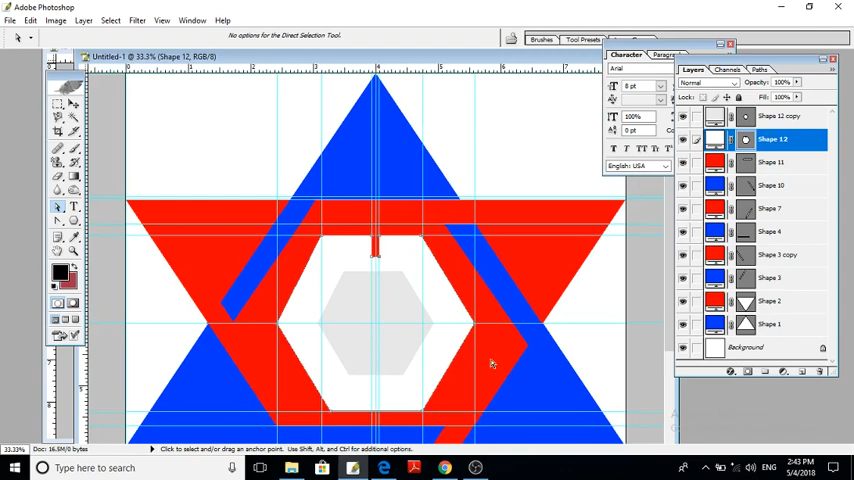 Adobe Photoshop
File Edit Image Layer Select Filter View Window Help
No options for the Direct Selection Tool.
Brushes Tool Presets
Untitled-1 @ 33.3% (Shape 12, RGB/8)
Character Paragraph
Arial
8 pt
100%
0 pt
English: USA
Layers Channels Paths
Normal Opacity: 100%
Lock: Fill: 100%
Shape 12 copy
Shape 12
Shape 11
Shape 10
Shape 7
Shape 4
Shape 3 copy
Shape 3
Shape 2
Shape 1
Background
33.33% Doc: 16.5M/0 bytes Click to select and/or drag an anchor point. Use Shift, Alt, and Ctrl for additional options.
Type here to search
ENG
2:43 PM
5/4/2018